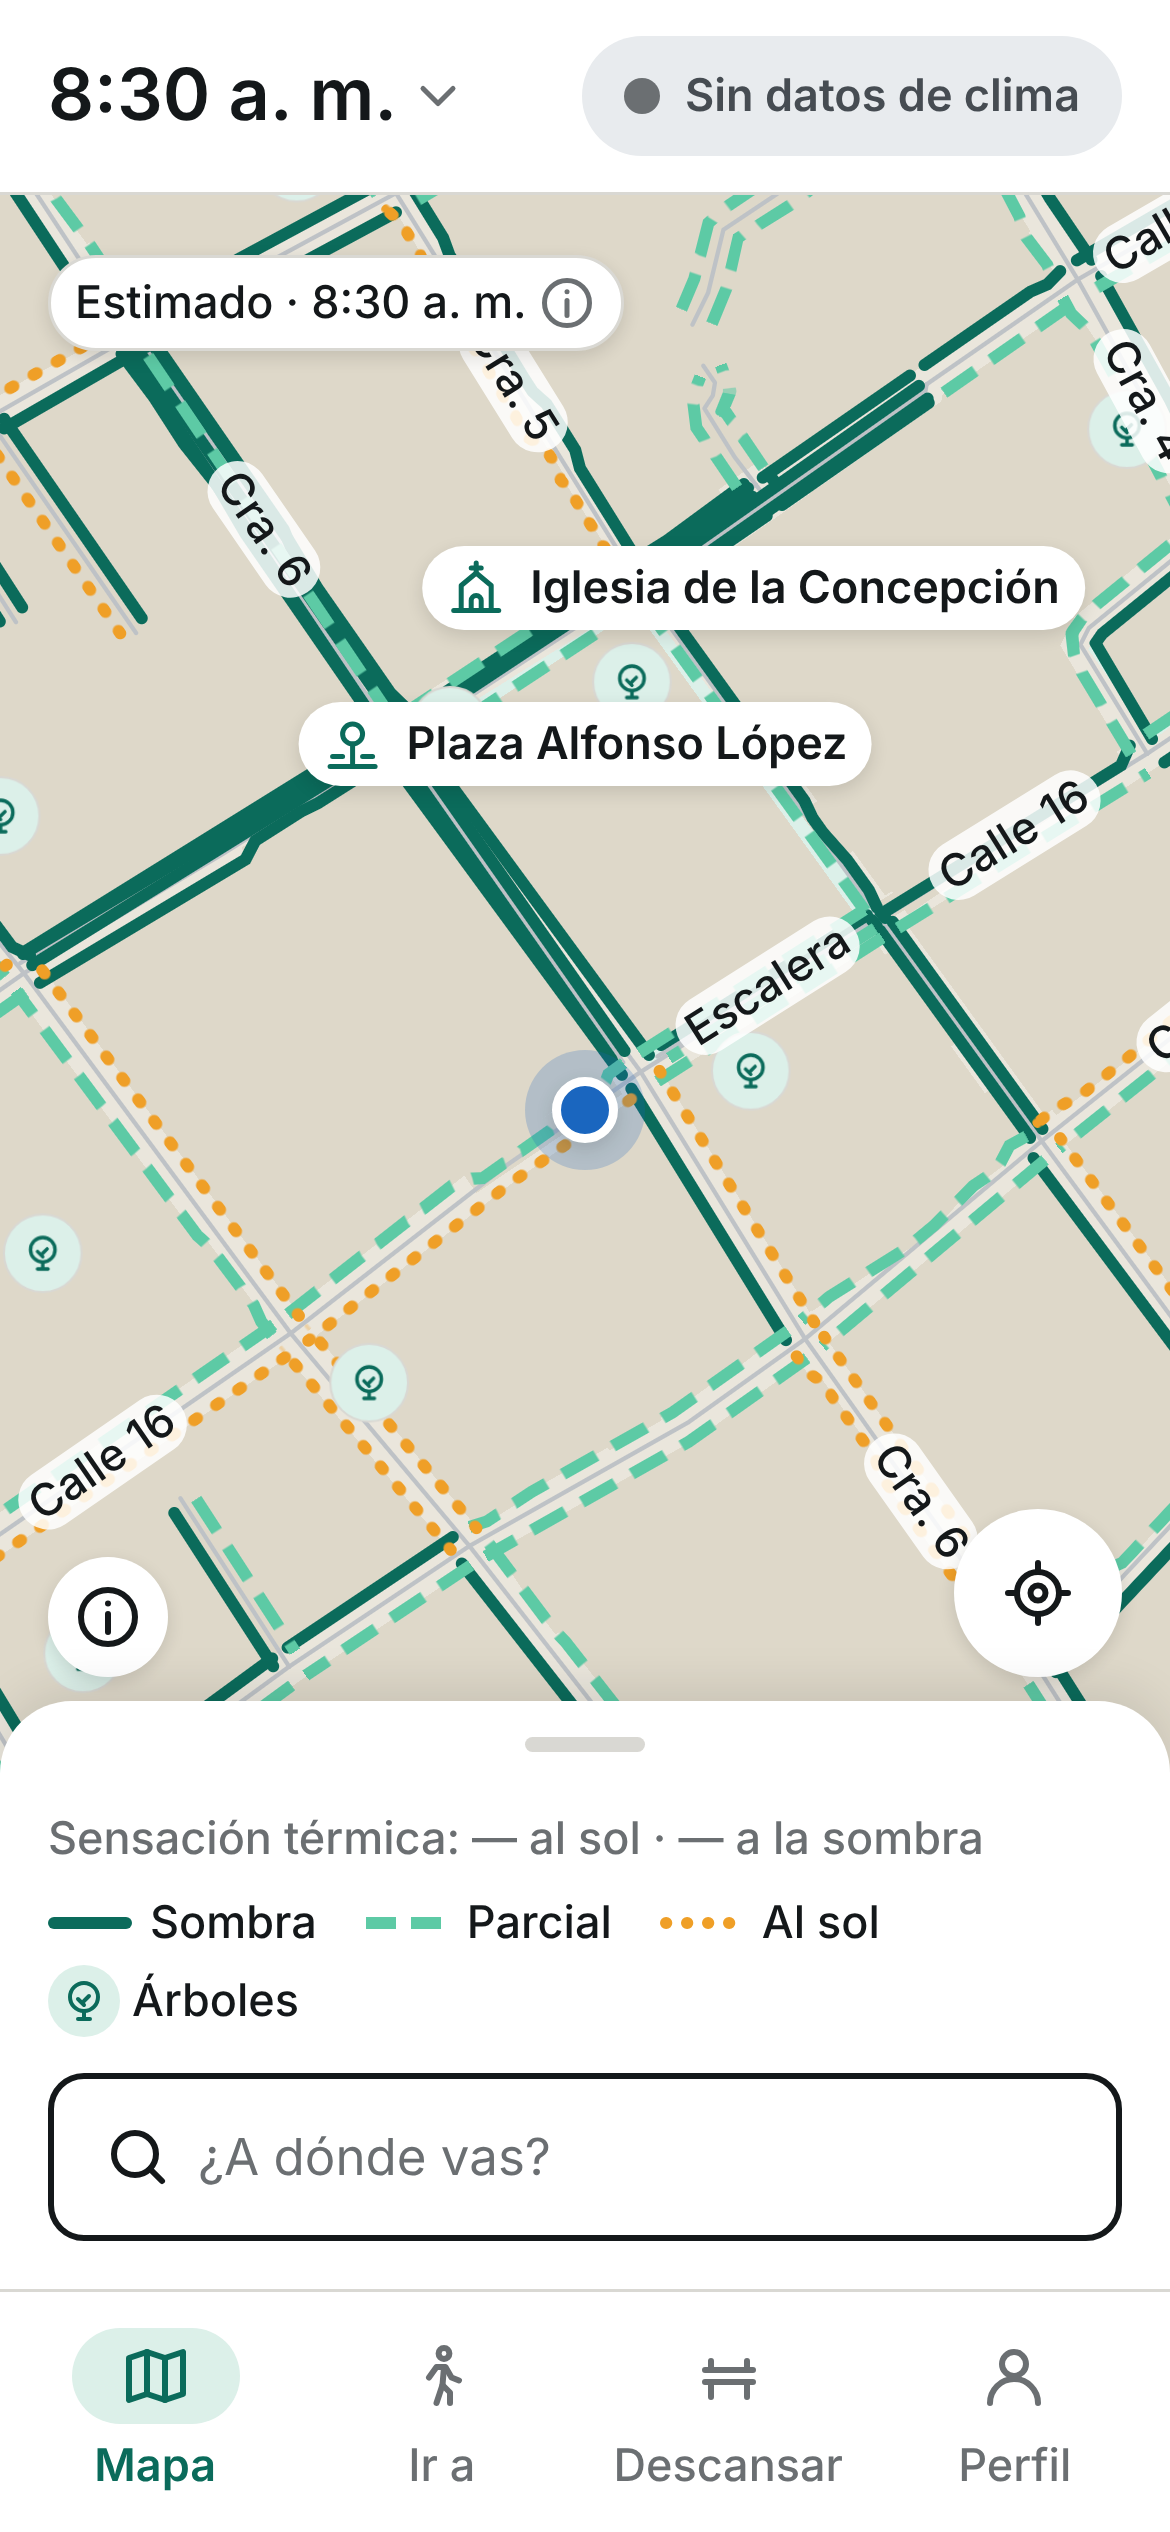 8:30 a. m.
Sin datos de clima
Estimado · 8:30 a. m.
Cra. 5
Cra. 6
Cra. 4
Iglesia de la Concepción
Plaza Alfonso López
Calle 16
Escalera
Calle 16
Cra. 6
Sensación térmica: — al sol · — a la sombra
Sombra
Parcial
Al sol
Árboles
¿A dónde vas?
Mapa
Ir a
Descansar
Perfil